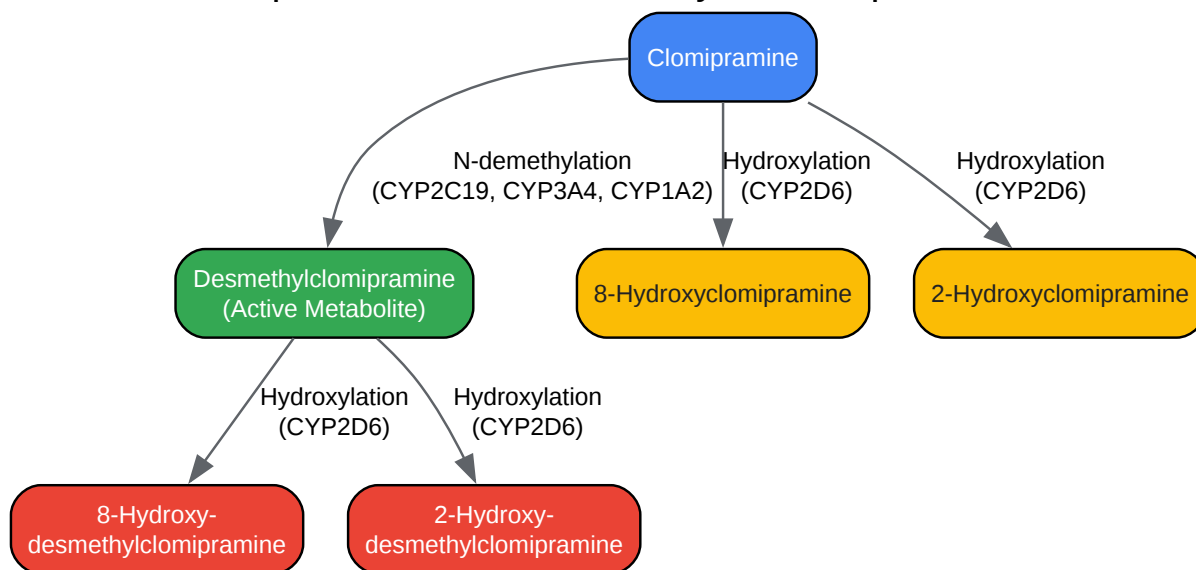 Clomipramine
N-demethylation
(CYP2C19, CYP3A4, CYP1A2)
Hydroxylation
(CYP2D6)
Hydroxylation
(CYP2D6)
Desmethylclomipramine
(Active Metabolite)
8-Hydroxyclomipramine
2-Hydroxyclomipramine
Hydroxylation
(CYP2D6)
Hydroxylation
(CYP2D6)
8-Hydroxy-
desmethylclomipramine
2-Hydroxy-
desmethylclomipramine